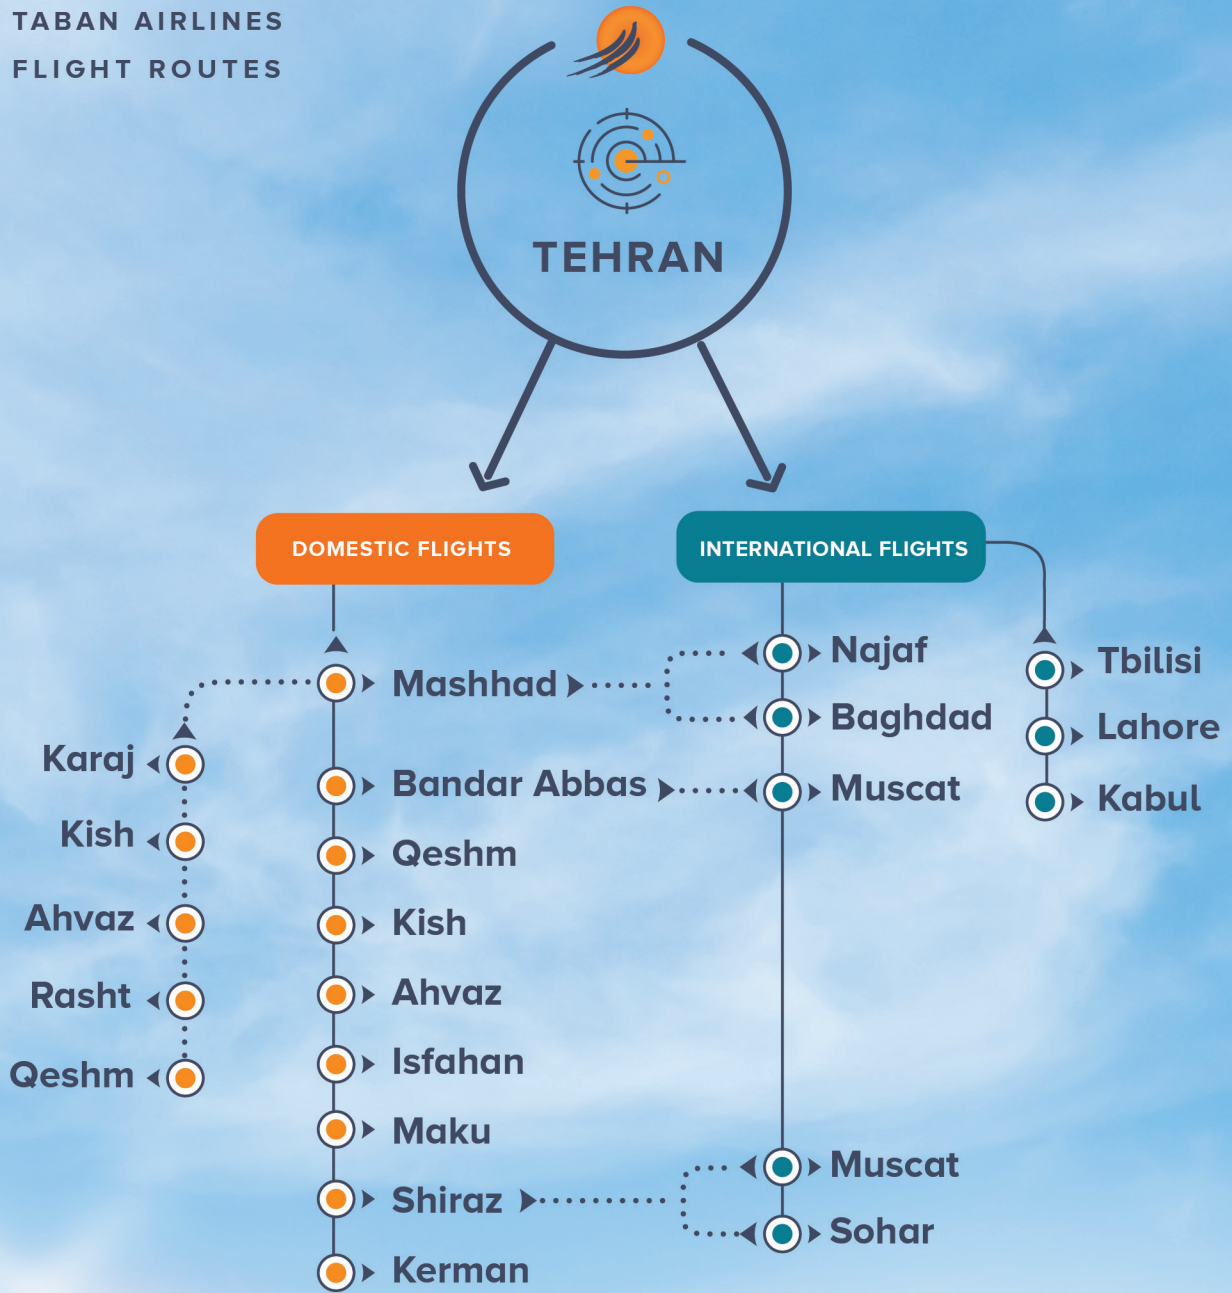 TABAN AIRLINES
FLIGHT ROUTES
TEHRAN
DOMESTIC FLIGHTS
INTERNATIONAL FLIGHTS
Mashhad
Bandar Abbas
Qeshm
Kish
Ahvaz
Isfahan
Maku
Shiraz
Kerman
Karaj
Kish
Ahvaz
Rasht
Qeshm
Najaf
Baghdad
Muscat
Muscat
Sohar
Tbilisi
Lahore
Kabul